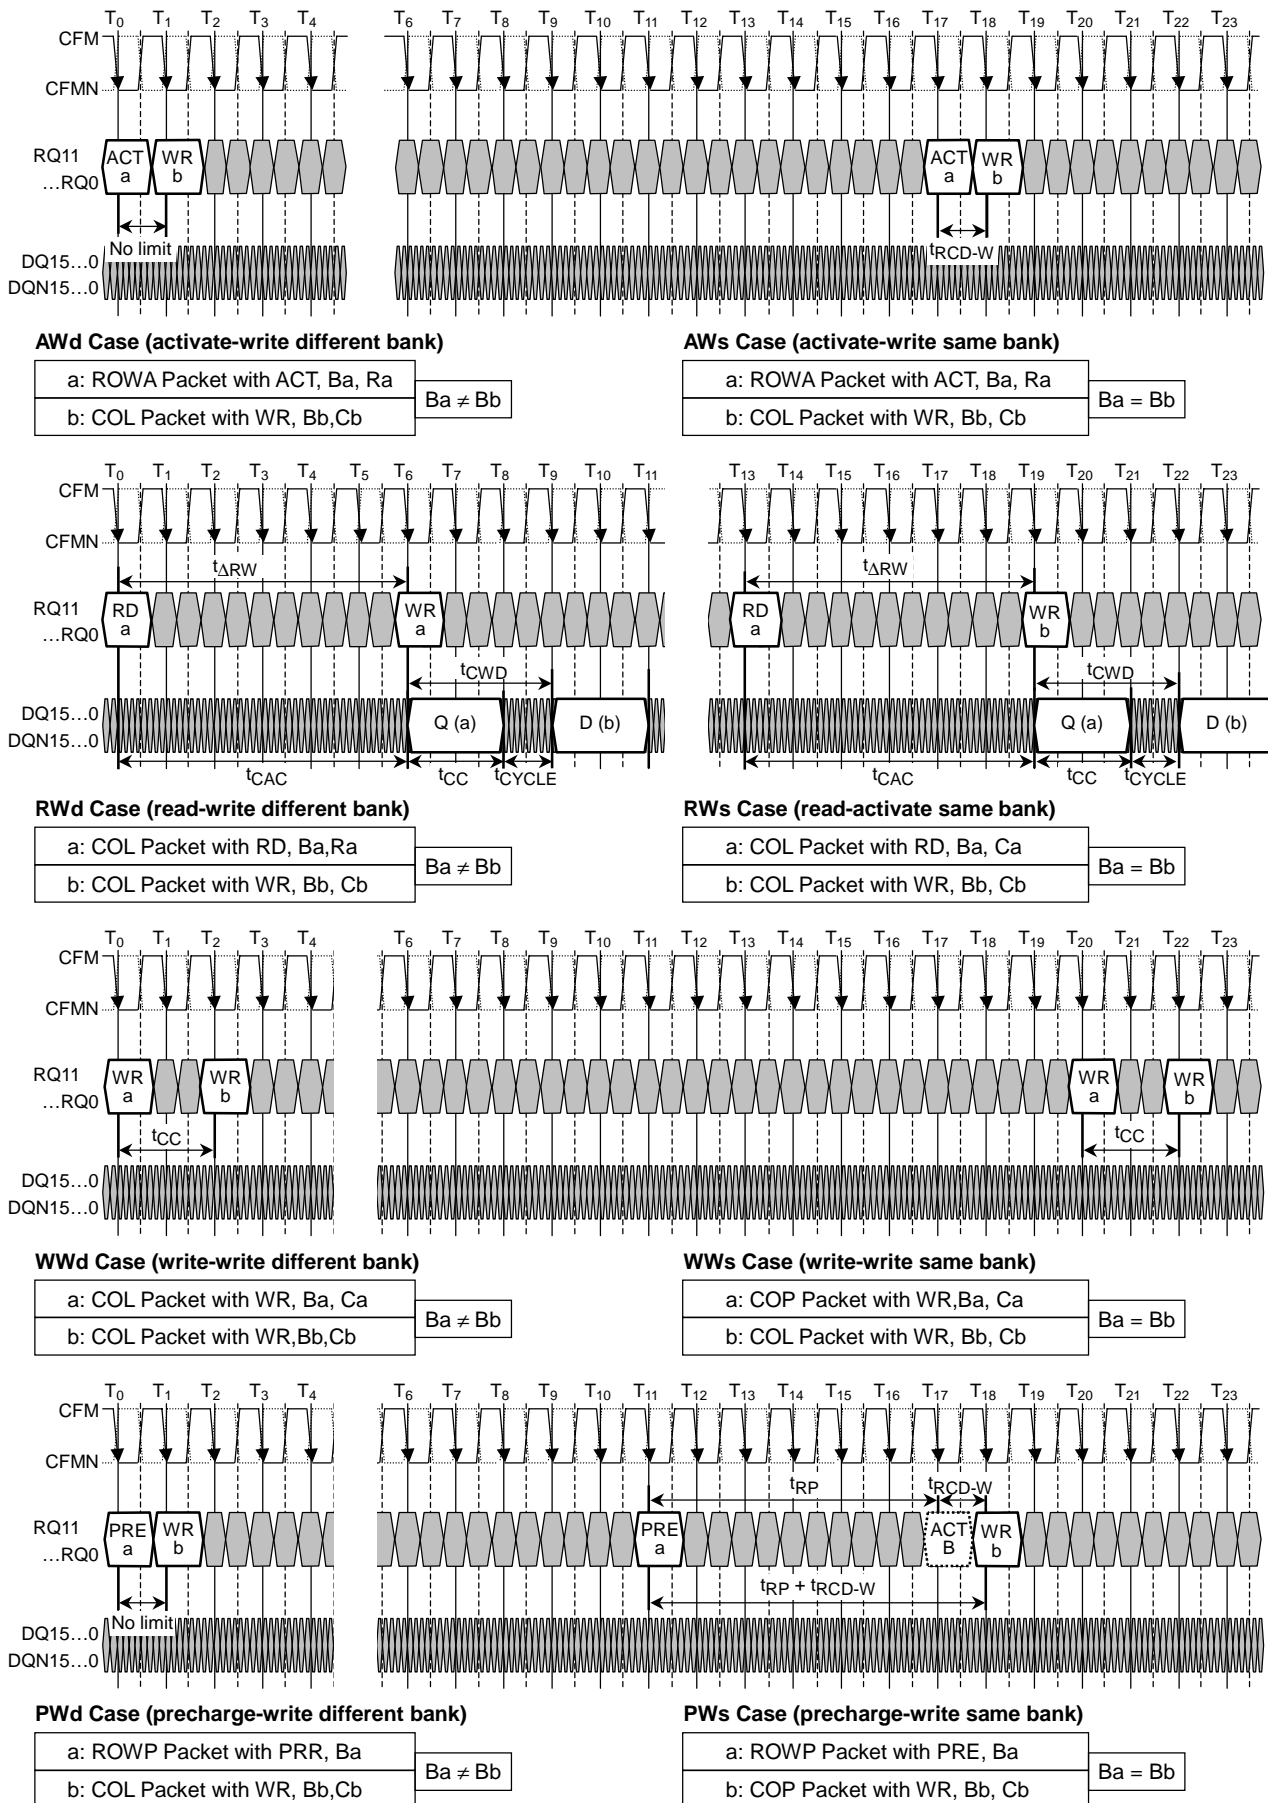 T0 T1 T2 T3 T4 T6 T7 T8 T9 T10 T11 T12 T13 T14 T15 T16 T17 T18 T19 T20 T21 T22 T23
CFM
CFMN
RQ11
…RQ0
ACT a WR b ACT a WR b
No limit tRCD-W
DQ15…0
DQN15…0
AWd Case (activate-write different bank) AWs Case (activate-write same bank)
a: ROWA Packet with ACT, Ba, Ra a: ROWA Packet with ACT, Ba, Ra
Ba ≠ Bb Ba = Bb
b: COL Packet with WR, Bb,Cb b: COL Packet with WR, Bb, Cb
T0 T1 T2 T3 T4 T5 T6 T7 T8 T9 T10 T11 T13 T14 T15 T16 T17 T18 T19 T20 T21 T22 T23
CFM
CFMN
tΔRW tΔRW
RQ11
…RQ0
RD a WR a RD a WR b
tCWD tCWD
DQ15…0
DQN15…0
Q (a) D (b) Q (a) D (b)
tCAC tCC tCYCLE tCAC tCC tCYCLE
RWd Case (read-write different bank) RWs Case (read-activate same bank)
a: COL Packet with RD, Ba,Ra a: COL Packet with RD, Ba, Ca
Ba ≠ Bb Ba = Bb
b: COL Packet with WR, Bb, Cb b: COL Packet with WR, Bb, Cb
T0 T1 T2 T3 T4 T6 T7 T8 T9 T10 T11 T12 T13 T14 T15 T16 T17 T18 T19 T20 T21 T22 T23
CFM
CFMN
RQ11
…RQ0
WR a WR b WR a WR b
tCC tCC
DQ15…0
DQN15…0
WWd Case (write-write different bank) WWs Case (write-write same bank)
a: COL Packet with WR, Ba, Ca a: COP Packet with WR,Ba, Ca
Ba ≠ Bb Ba = Bb
b: COL Packet with WR,Bb,Cb b: COL Packet with WR, Bb, Cb
T0 T1 T2 T3 T4 T6 T7 T8 T9 T10 T11 T12 T13 T14 T15 T16 T17 T18 T19 T20 T21 T22 T23
CFM
CFMN
tRP tRCD-W
RQ11
…RQ0
PRE a WR b PRE a ACT B WR b
tRP + tRCD-W
No limit
DQ15…0
DQN15…0
PWd Case (precharge-write different bank) PWs Case (precharge-write same bank)
a: ROWP Packet with PRR, Ba a: ROWP Packet with PRE, Ba
Ba ≠ Bb Ba = Bb
b: COL Packet with WR, Bb,Cb b: COP Packet with WR, Bb, Cb